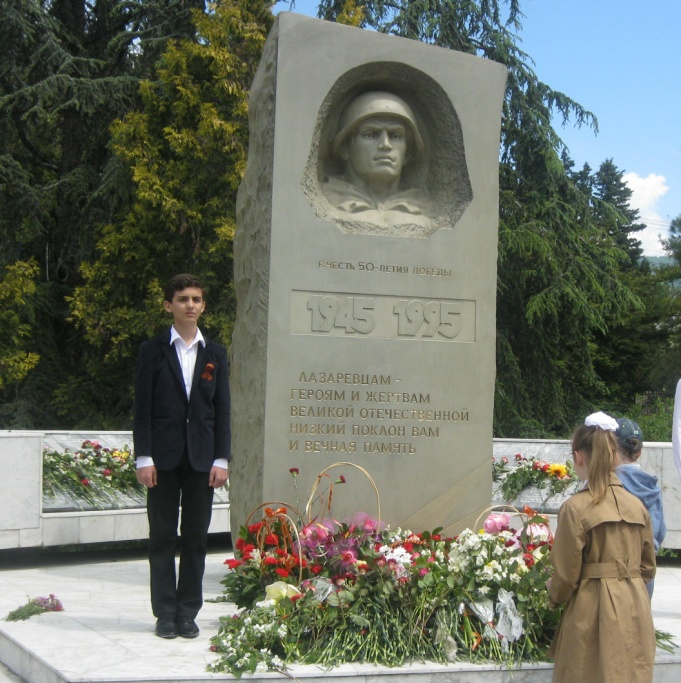 В ЧЕСТЬ 50-ЛЕТИЯ ПОБЕДЫ
1945 1995
ЛАЗАРЕВЦАМ –
ГЕРОЯМ И ЖЕРТВАМ
ВЕЛИКОЙ ОТЕЧЕСТВЕННОЙ
НИЗКИЙ ПОКЛОН ВАМ
И ВЕЧНАЯ ПАМЯТЬ